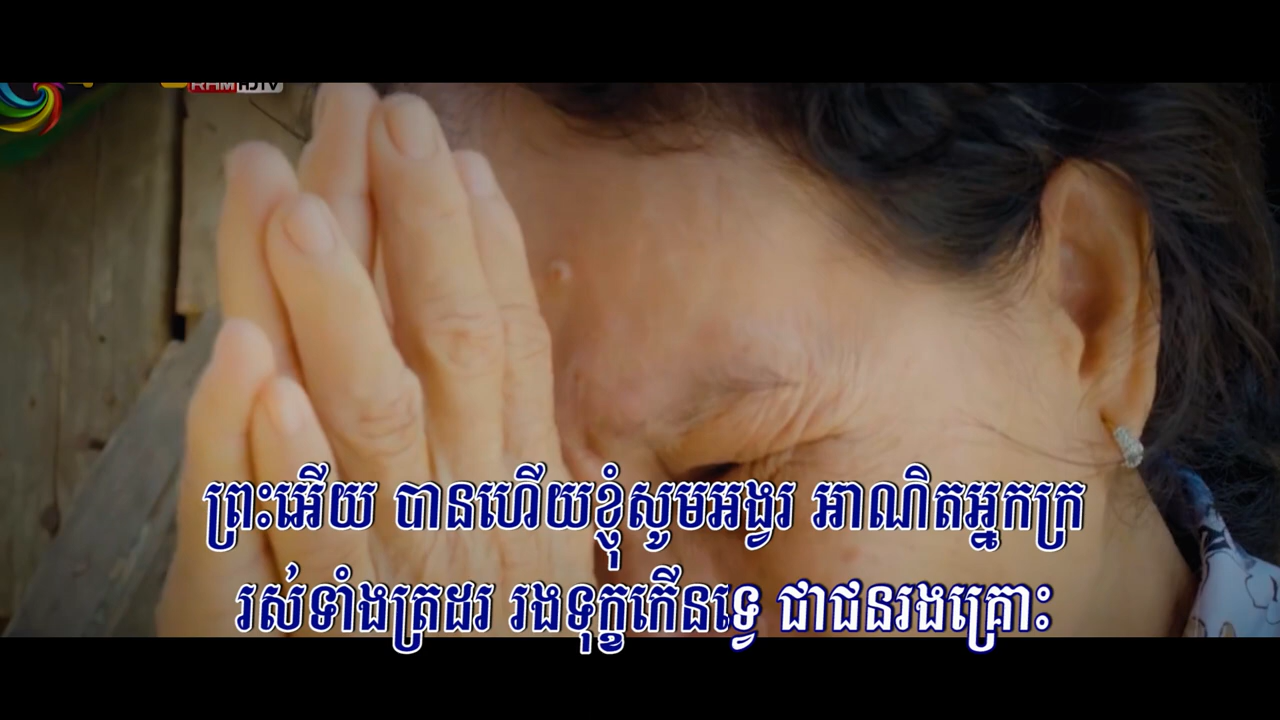 RHM HDTV
ព្រះអើយ បានហើយខ្ញុំសូមអង្វរ អាណិតអ្នកក្រ
រស់ទាំងត្រដរ រងទុក្ខកើនទ្វេ ជាជនរងគ្រោះ